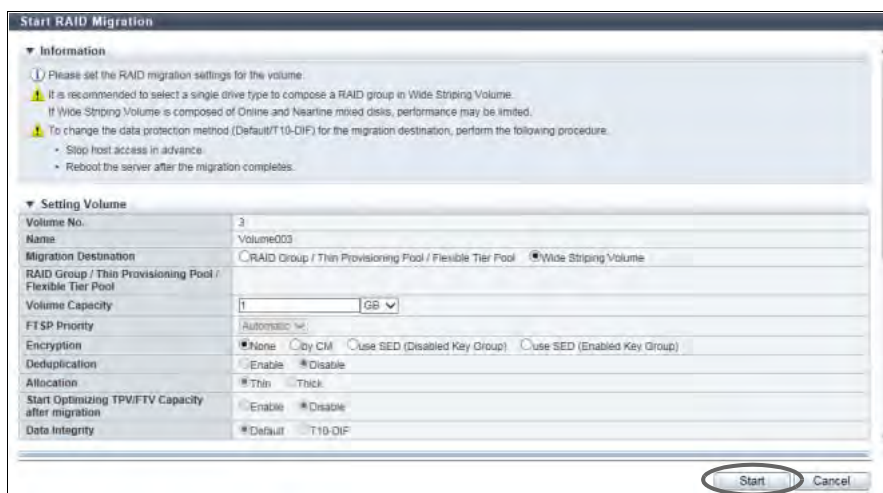 Start RAID Migration
Information
Please set the RAID migration settings for the volume.
It is recommended to select a single drive type to compose a RAID group in Wide Striping Volume.
If Wide Striping Volume is composed of Online and Nearline mixed disks, performance may be limited.
To change the data protection method (Default/T10-DIF) for the migration destination, perform the following procedure.
• Stop host access in advance.
• Reboot the server after the migration completes.
Setting Volume
Volume No. 3
Name Volume003
Migration Destination RAID Group / Thin Provisioning Pool / Flexible Tier Pool Wide Striping Volume
RAID Group / Thin Provisioning Pool /
Flexible Tier Pool
Volume Capacity 1 GB
FTSP Priority Automatic
Encryption None by CM use SED (Disabled Key Group) use SED (Enabled Key Group)
Deduplication Enable Disable
Allocation Thin Thick
Start Optimizing TPV/FTV Capacity
after migration Enable Disable
Data Integrity Default T10-DIF
Start Cancel